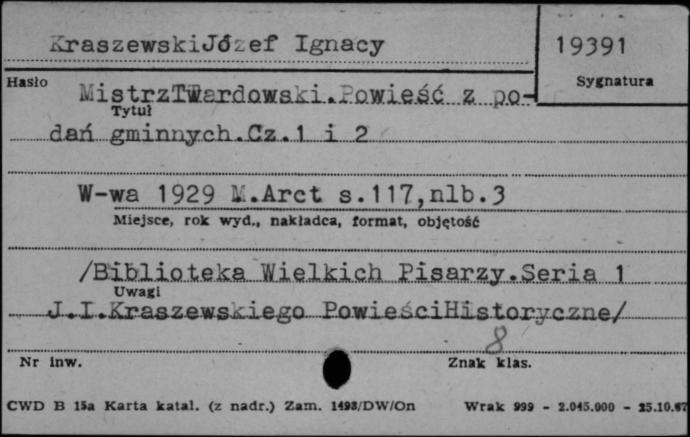 KraszewskiJózef Ignacy
19391
Hasło
Sygnatura
MistrzTWardowski.Powieść z po-
Tytuł
dań gminnych.Cz.1 i 2
W-wa 1929 M.Arct s.117,nlb.3
Miejsce, rok wyd., nakładca, format, objętość
/Biblioteka Wielkich Pisarzy.Seria 1
Uwagi
J.I.Kraszewskiego PowieściHistoryczne/
8
Nr inw.
Znak klas.
CWD B 15a Karta katal. (z nadr.) Zam. 1493/DW/On Wrak 999 - 2.045.000 - 25.10.67